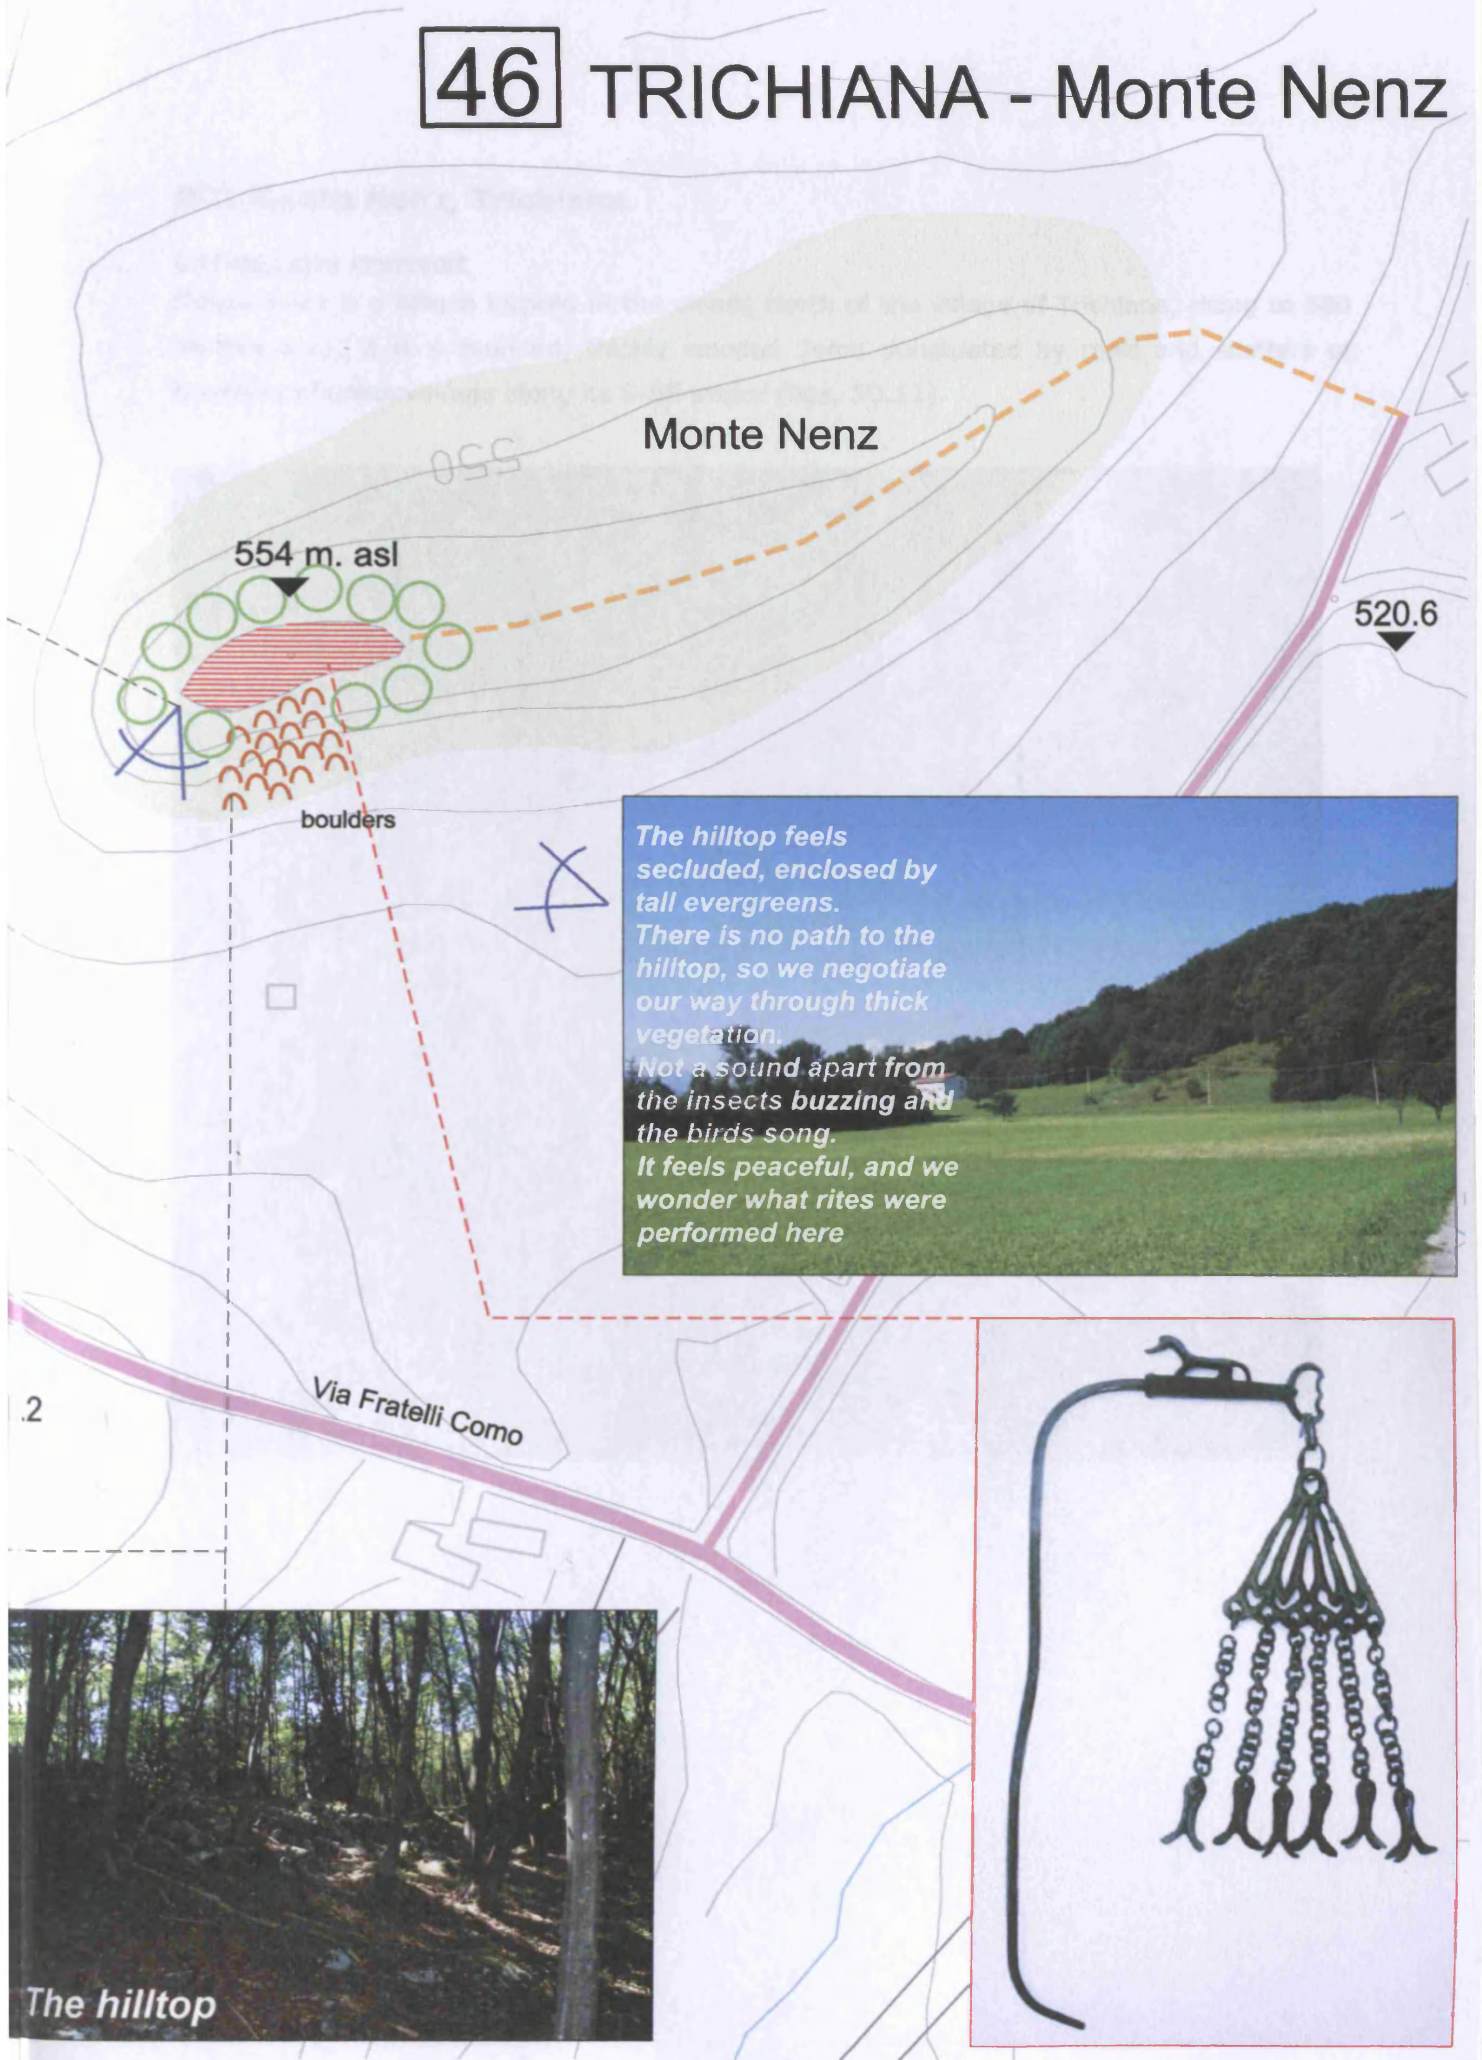 46 TRICHIANA - Monte Nenz
Monte Nenz
550
554 m. asl
520.6
boulders
The hilltop feels
secluded, enclosed by
tall evergreens.
There is no path to the
hilltop, so we negotiate
our way through thick
vegetation.
Not a sound apart from
the insects buzzing and
the birds song.
It feels peaceful, and we
wonder what rites were
performed here
.2
Via Fratelli Como
The hilltop